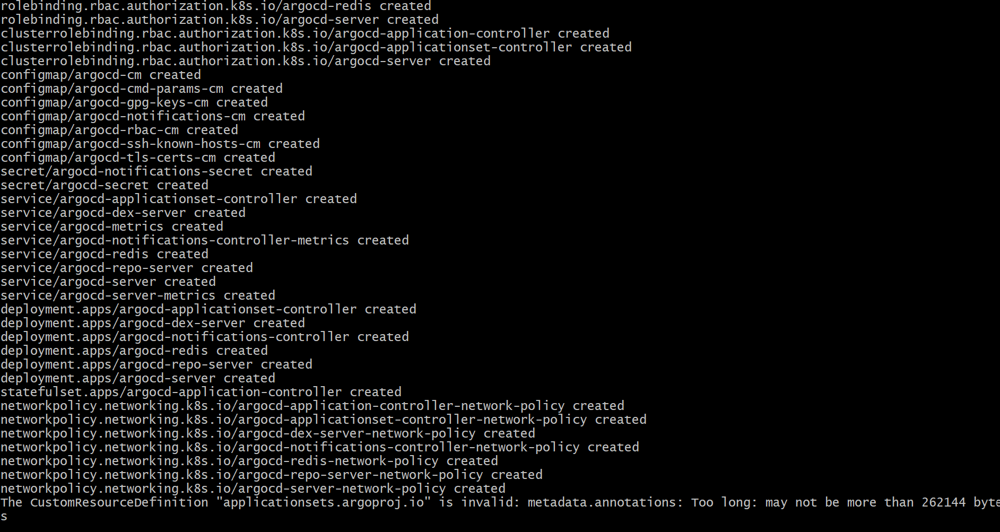 rolebinding.rbac.authorization.k8s.io/argocd-redis created
rolebinding.rbac.authorization.k8s.io/argocd-server created
clusterrolebinding.rbac.authorization.k8s.io/argocd-application-controller created
clusterrolebinding.rbac.authorization.k8s.io/argocd-applicationset-controller created
clusterrolebinding.rbac.authorization.k8s.io/argocd-server created
configmap/argocd-cm created
configmap/argocd-cmd-params-cm created
configmap/argocd-gpg-keys-cm created
configmap/argocd-notifications-cm created
configmap/argocd-rbac-cm created
configmap/argocd-ssh-known-hosts-cm created
configmap/argocd-tls-certs-cm created
secret/argocd-notifications-secret created
secret/argocd-secret created
service/argocd-applicationset-controller created
service/argocd-dex-server created
service/argocd-metrics created
service/argocd-notifications-controller-metrics created
service/argocd-redis created
service/argocd-repo-server created
service/argocd-server created
service/argocd-server-metrics created
deployment.apps/argocd-applicationset-controller created
deployment.apps/argocd-dex-server created
deployment.apps/argocd-notifications-controller created
deployment.apps/argocd-redis created
deployment.apps/argocd-repo-server created
deployment.apps/argocd-server created
statefulset.apps/argocd-application-controller created
networkpolicy.networking.k8s.io/argocd-application-controller-network-policy created
networkpolicy.networking.k8s.io/argocd-applicationset-controller-network-policy created
networkpolicy.networking.k8s.io/argocd-dex-server-network-policy created
networkpolicy.networking.k8s.io/argocd-notifications-controller-network-policy created
networkpolicy.networking.k8s.io/argocd-redis-network-policy created
networkpolicy.networking.k8s.io/argocd-repo-server-network-policy created
networkpolicy.networking.k8s.io/argocd-server-network-policy created
The CustomResourceDefinition "applicationsets.argoproj.io" is invalid: metadata.annotations: Too long: may not be more than 262144 byte
s